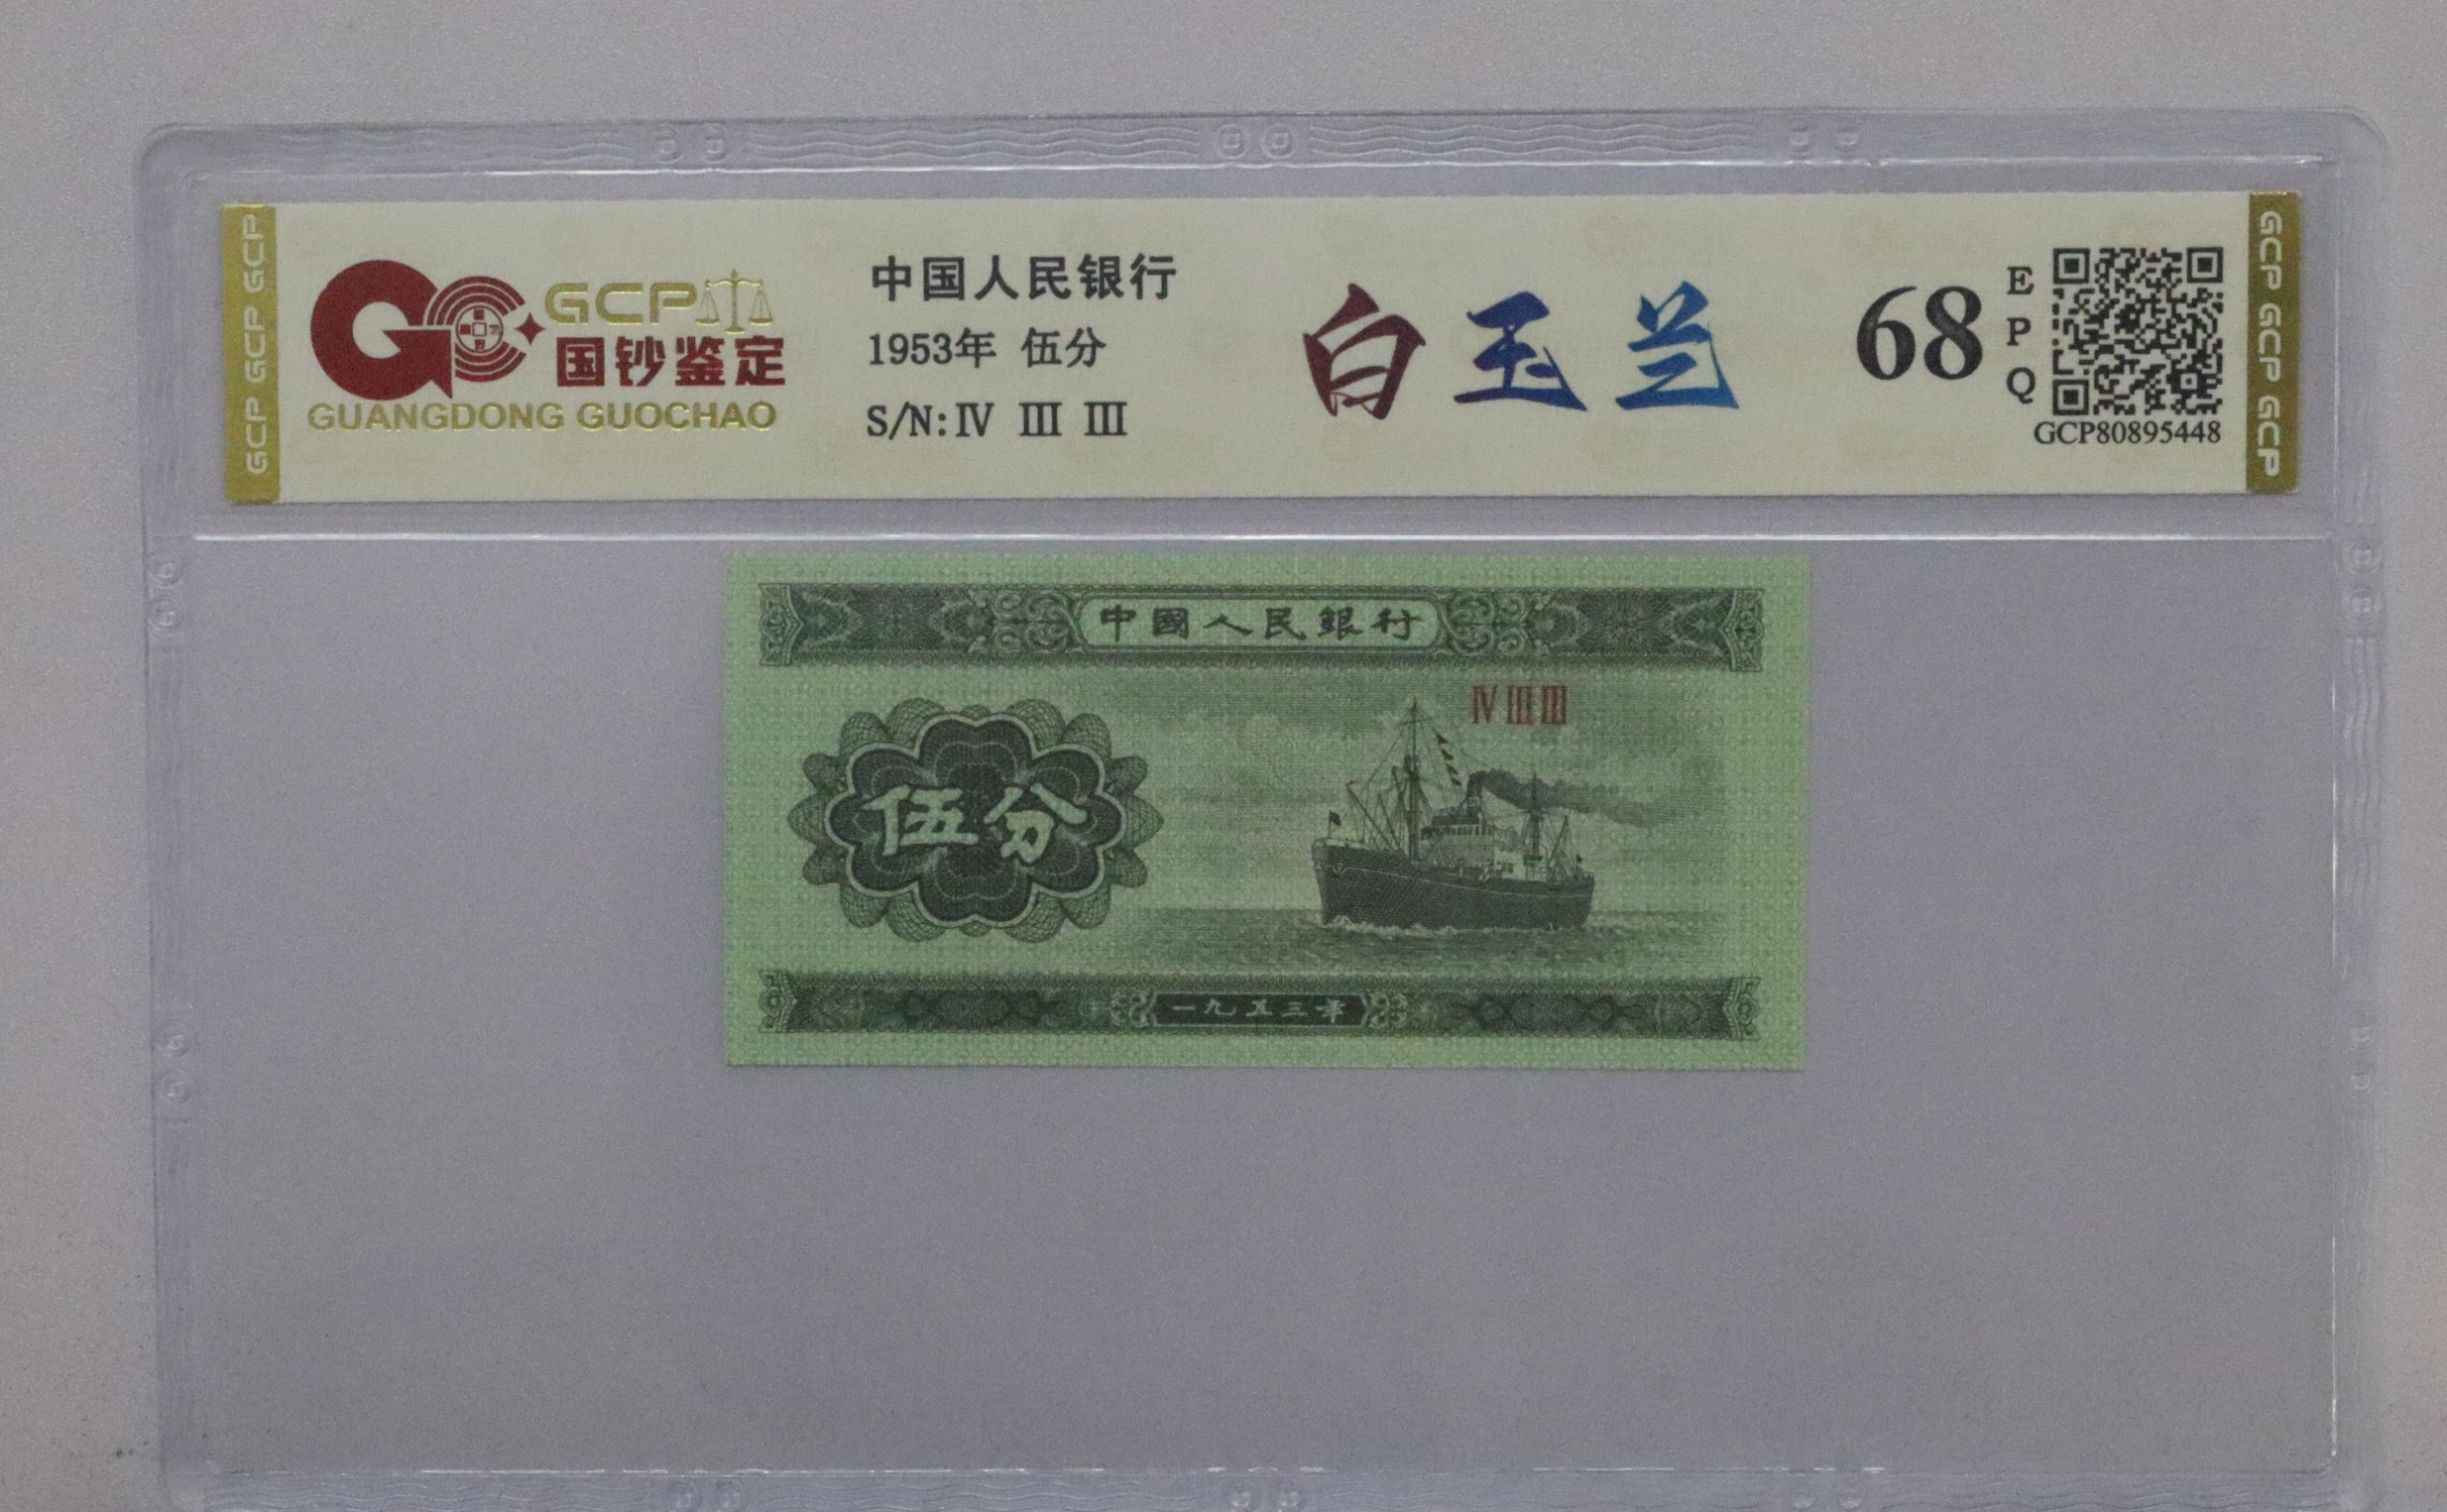 GCP GCP GCP
GCP
国钞鉴定
GUANGDONG GUOCHAO
中国人民银行
1953年 伍分
S/N: IV III III
白玉兰
68
EPQ
GCP80895448
GCP GCP GCP
中國人民銀行
IV III III
伍分
一九五三年